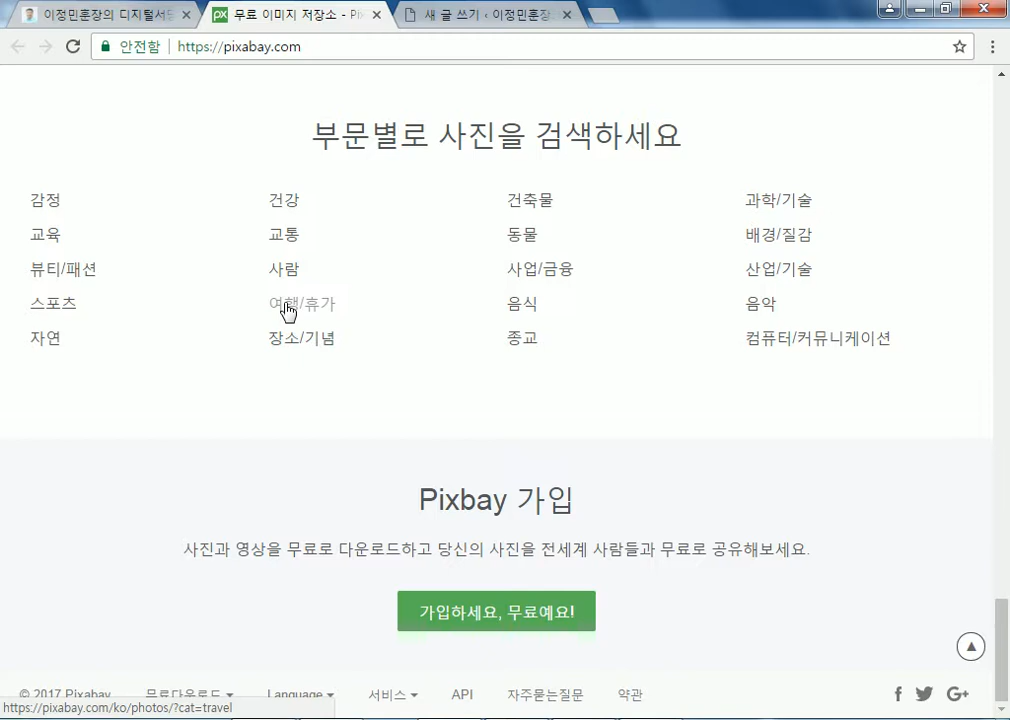 이정민훈장의 디지털서당
무료 이미지 저장소 - Pix
새 글 쓰기 ‹ 이정민훈장
안전함 https://pixabay.com
부문별로 사진을 검색하세요
감정 건강 건축물 과학/기술
교육 교통 동물 배경/질감
뷰티/패션 사람 사업/금융 산업/기술
스포츠 여행/휴가 음식 음악
자연 장소/기념 종교 컴퓨터/커뮤니케이션
Pixbay 가입
사진과 영상을 무료로 다운로드하고 당신의 사진을 전세계 사람들과 무료로 공유해보세요.
가입하세요, 무료예요!
© 2017 Pixabay 무료다운로드 Language 서비스 API 자주묻는질문 약관
https://pixabay.com/ko/photos/?cat=travel